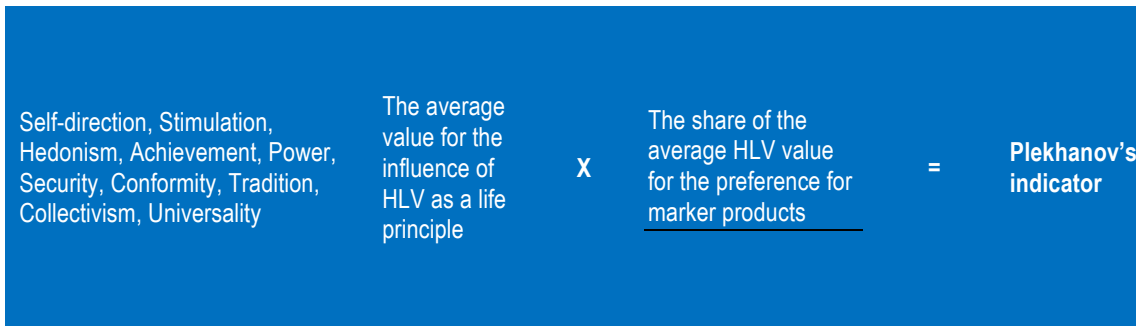 Self-direction, Stimulation,
Hedonism, Achievement, Power,
Security, Conformity, Tradition,
Collectivism, Universality
The average
value for the
influence of
HLV as a life
principle
X
The share of the
average HLV value
for the preference for
marker products
=
Plekhanov's
indicator